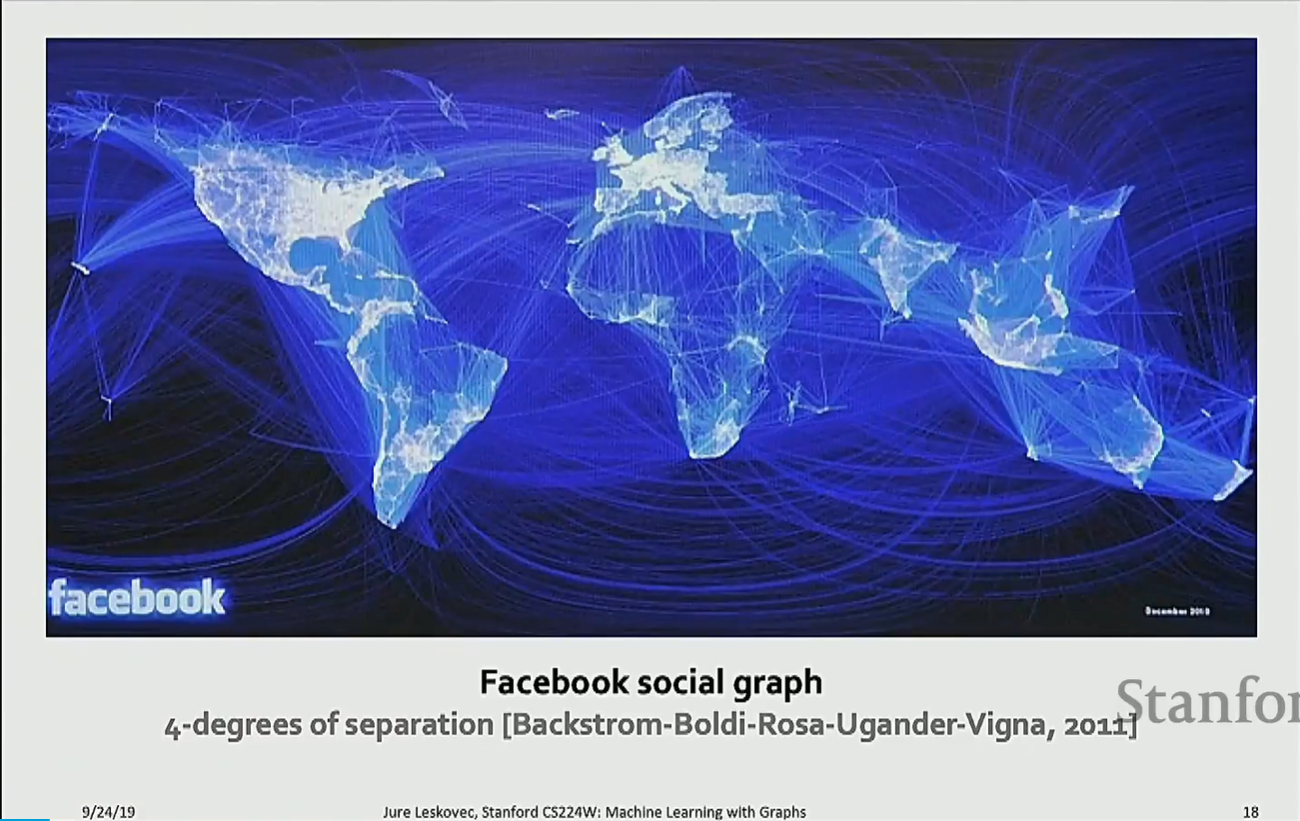 facebook
December 2010
Facebook social graph
4-degrees of separation [Backstrom-Boldi-Rosa-Ugander-Vigna, 2011]
Stanfor
9/24/19
Jure Leskovec, Stanford CS224W: Machine Learning with Graphs
18